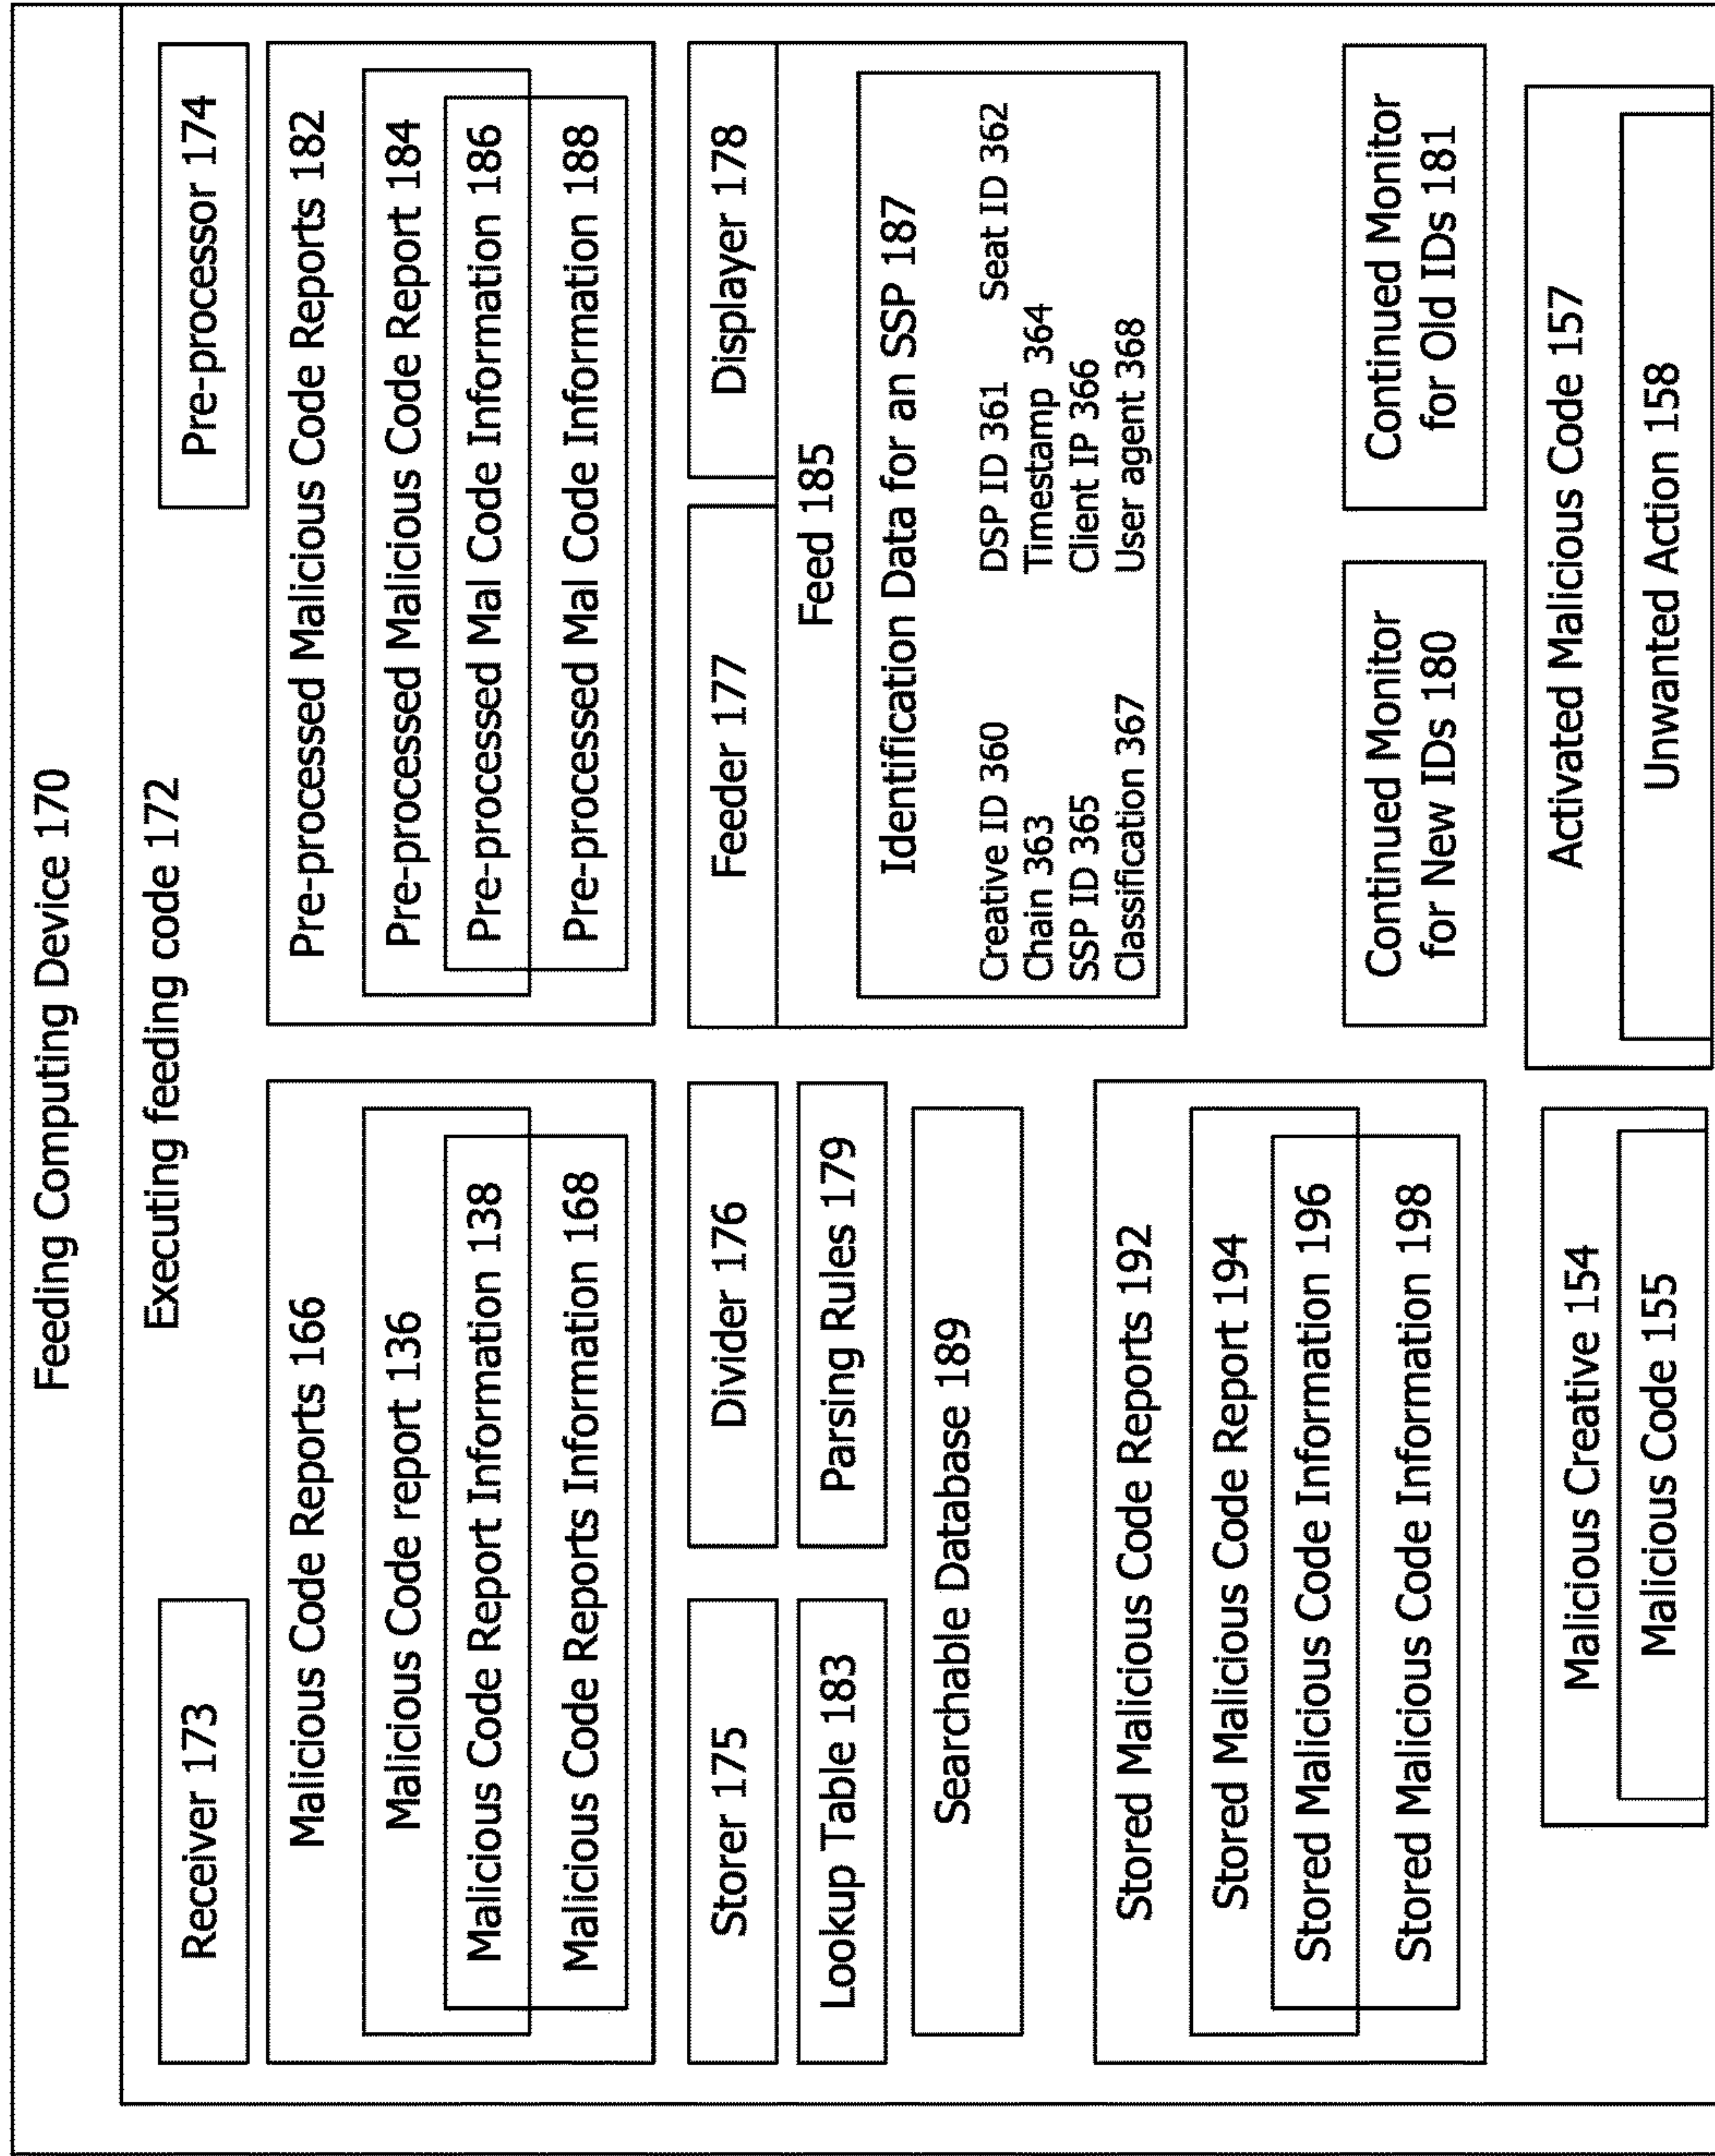 Feeding Computing Device 170
Executing feeding code 172
Receiver 173
Pre-processor 174
Malicious Code Reports 166
Malicious Code report 136
Malicious Code Report Information 138
Malicious Code Reports Information 168
Pre-processed Malicious Code Reports 182
Pre-processed Malicious Code Report 184
Pre-processed Mal Code Information 186
Pre-processed Mal Code Information 188
Storer 175
Divider 176
Feeder 177
Displayer 178
Lookup Table 183
Parsing Rules 179
Searchable Database 189
Feed 185
Identification Data for an SSP 187
Creative ID 360 DSP ID 361 Seat ID 362
Chain 363 Timestamp 364
SSP ID 365 Client IP 366
Classification 367 User agent 368
Stored Malicious Code Reports 192
Stored Malicious Code Report 194
Stored Malicious Code Information 196
Stored Malicious Code Information 198
Continued Monitor
for New IDs 180
Continued Monitor
for Old IDs 181
Malicious Creative 154
Malicious Code 155
Activated Malicious Code 157
Unwanted Action 158